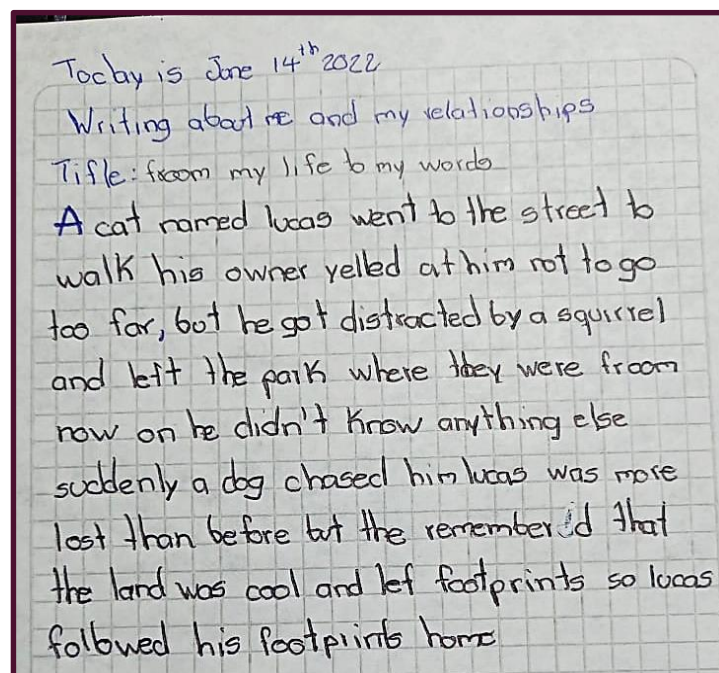 Today is June 14th 2022
Writing about me and my relationships
Title: froom my life to my words
A cat named lucas went to the street to
walk his owner yelled at him not to go
too far, but he got distracted by a squirrel
and left the park where they were froom
now on he didn't know anything else
suddenly a dog chased him lucas was more
lost than before but the rememberid that
the land was cool and lef footprints so lucas
followed his footprints home